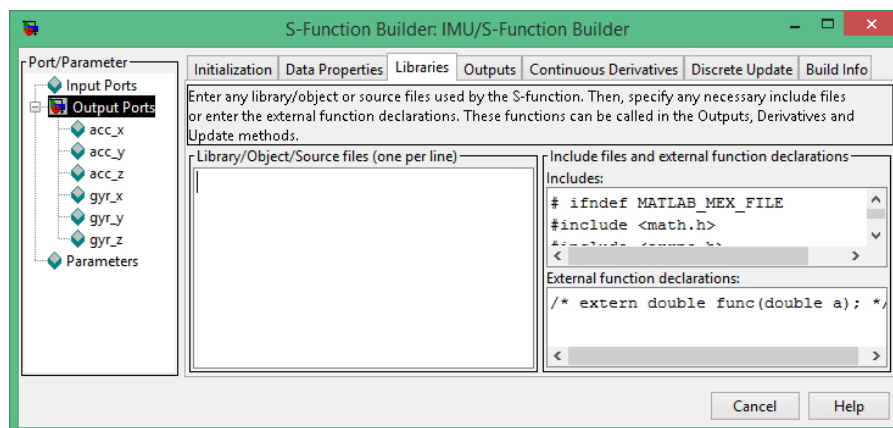 S-Function Builder: IMU/S-Function Builder
Port/Parameter
Input Ports
Output Ports
acc_x
acc_y
acc_z
gyr_x
gyr_y
gyr_z
Parameters
Initialization Data Properties Libraries Outputs Continuous Derivatives Discrete Update Build Info
Enter any library/object or source files used by the S-function. Then, specify any necessary include files
or enter the external function declarations. These functions can be called in the Outputs, Derivatives and
Update methods.
Library/Object/Source files (one per line)
Include files and external function declarations
Includes:
# ifndef MATLAB_MEX_FILE
#include <math.h>
External function declarations:
/* extern double func(double a); */
Cancel Help